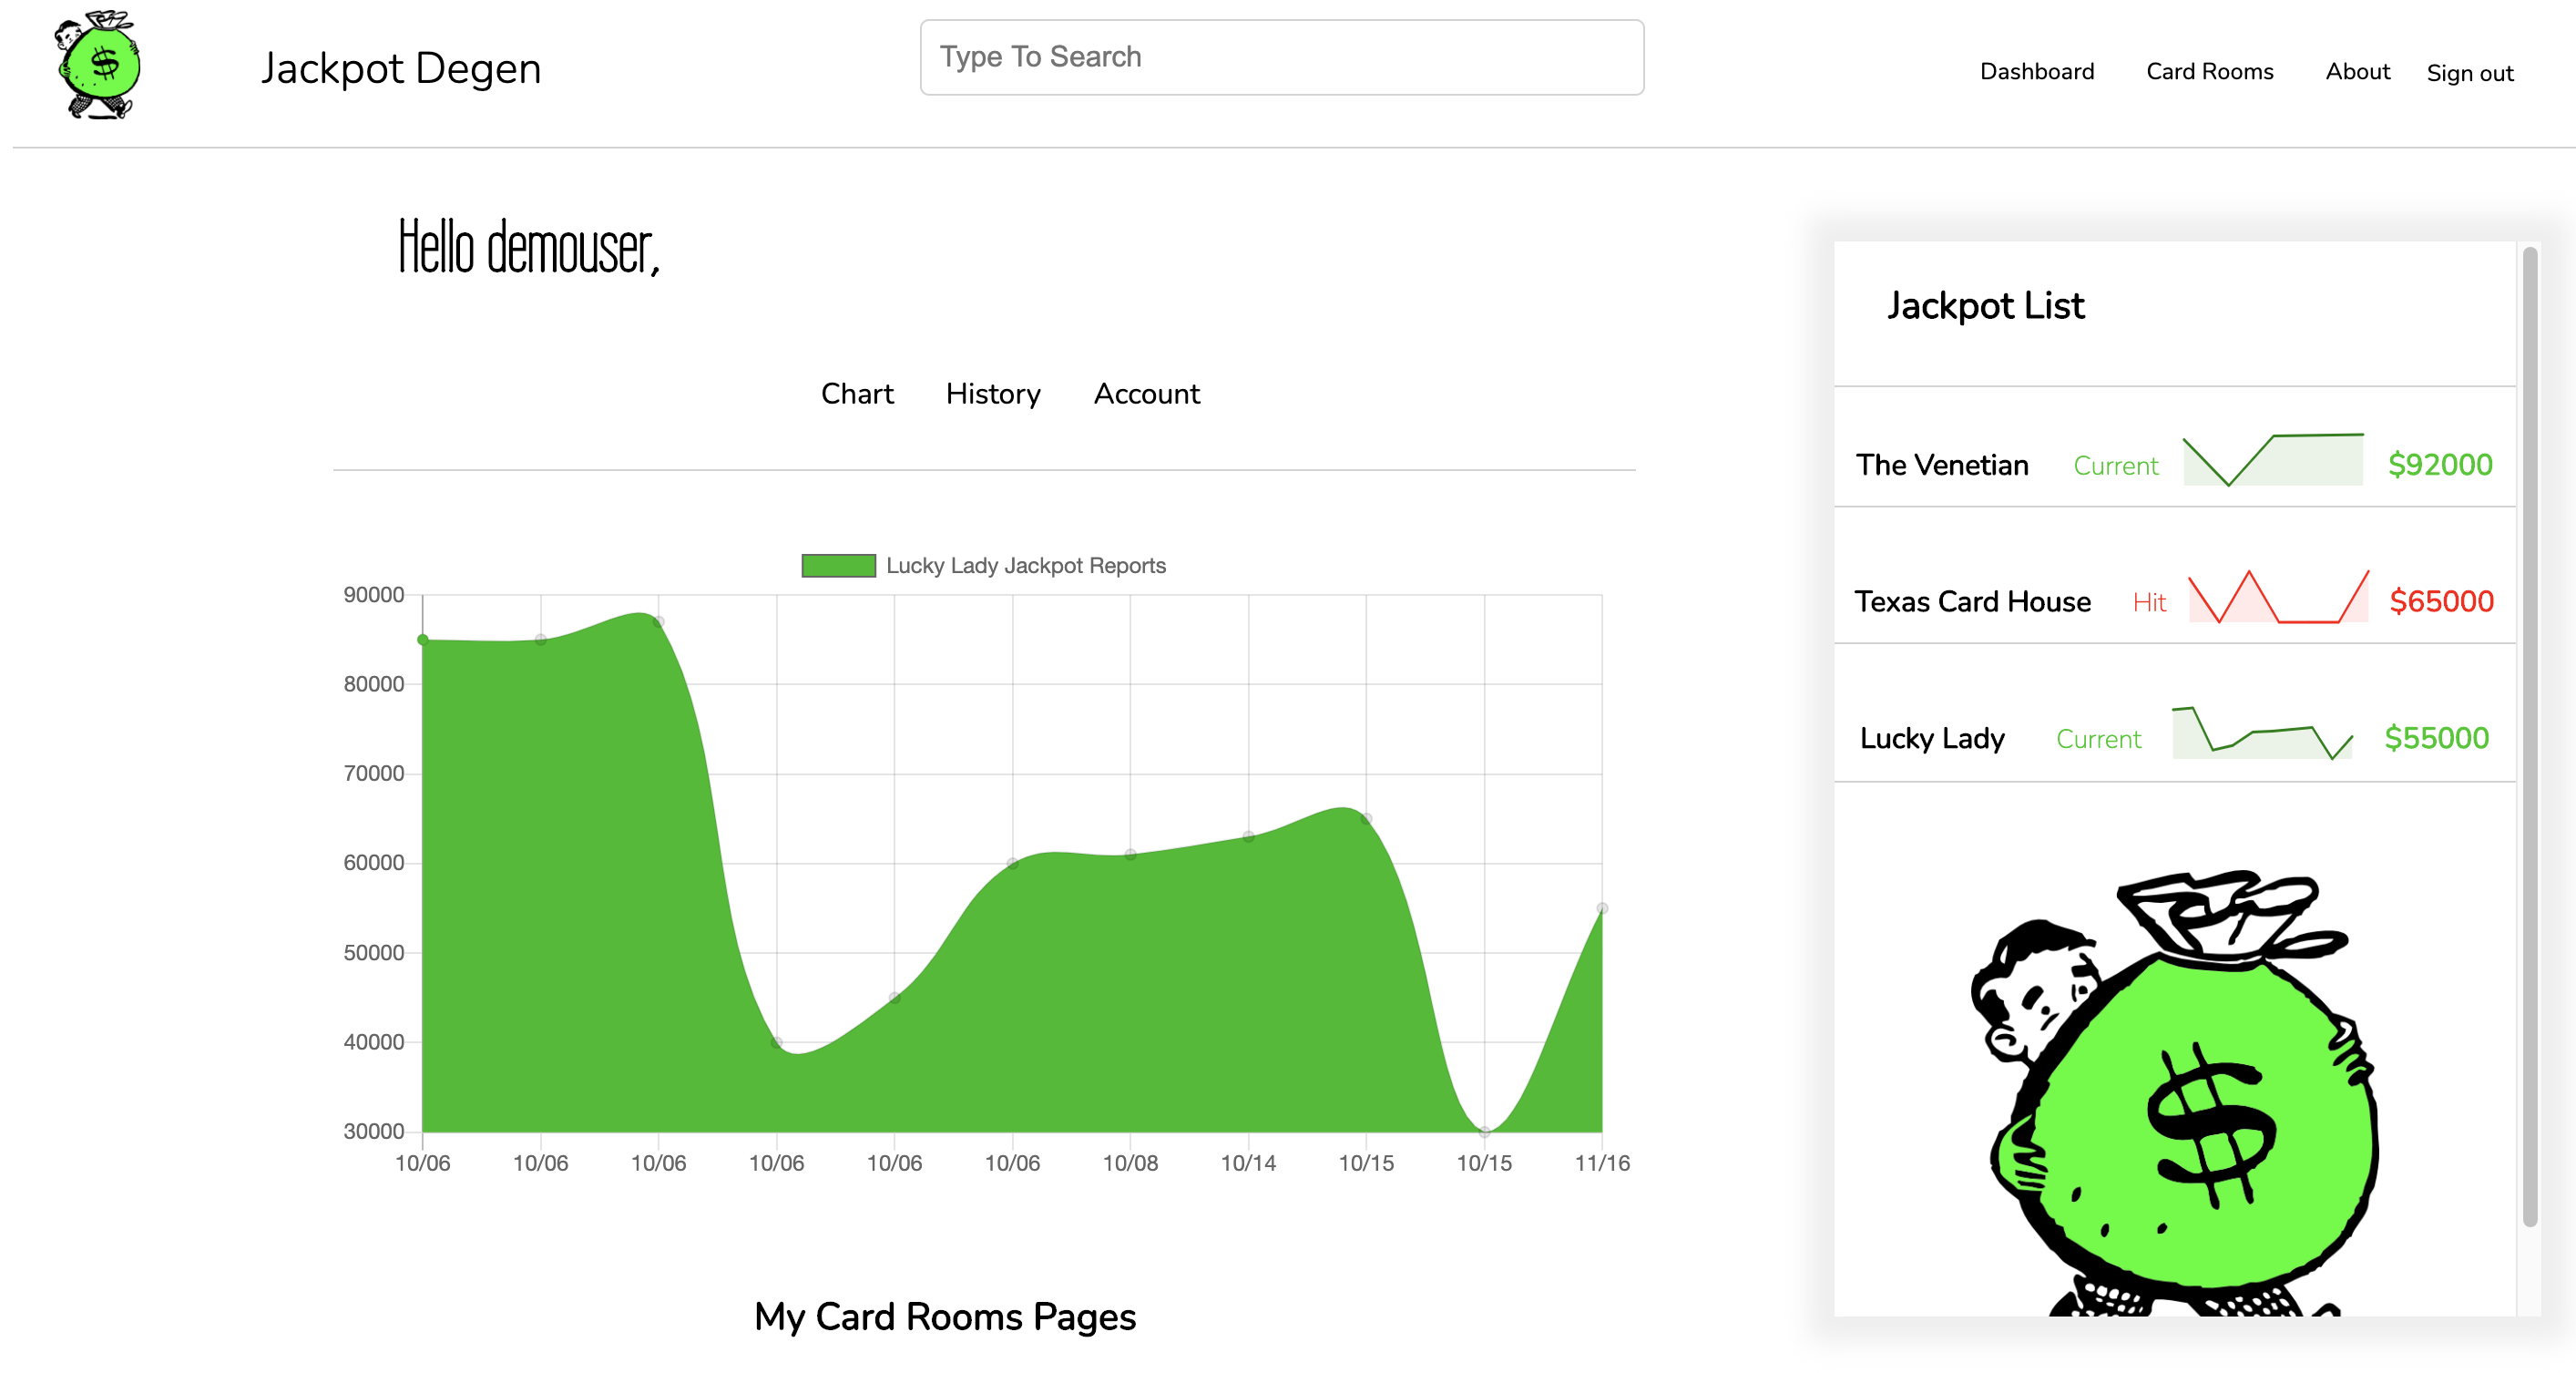 $
Jackpot Degen
Type To Search
Dashboard Card Rooms About Sign out
Hello demouser,
Chart History Account
Lucky Lady Jackpot Reports
90000
80000
70000
60000
50000
40000
30000
10/06 10/06 10/06 10/06 10/06 10/06 10/08 10/14 10/15 10/15 11/16
My Card Rooms Pages
Jackpot List
The Venetian Current $92000
Texas Card House Hit $65000
Lucky Lady Current $55000
$